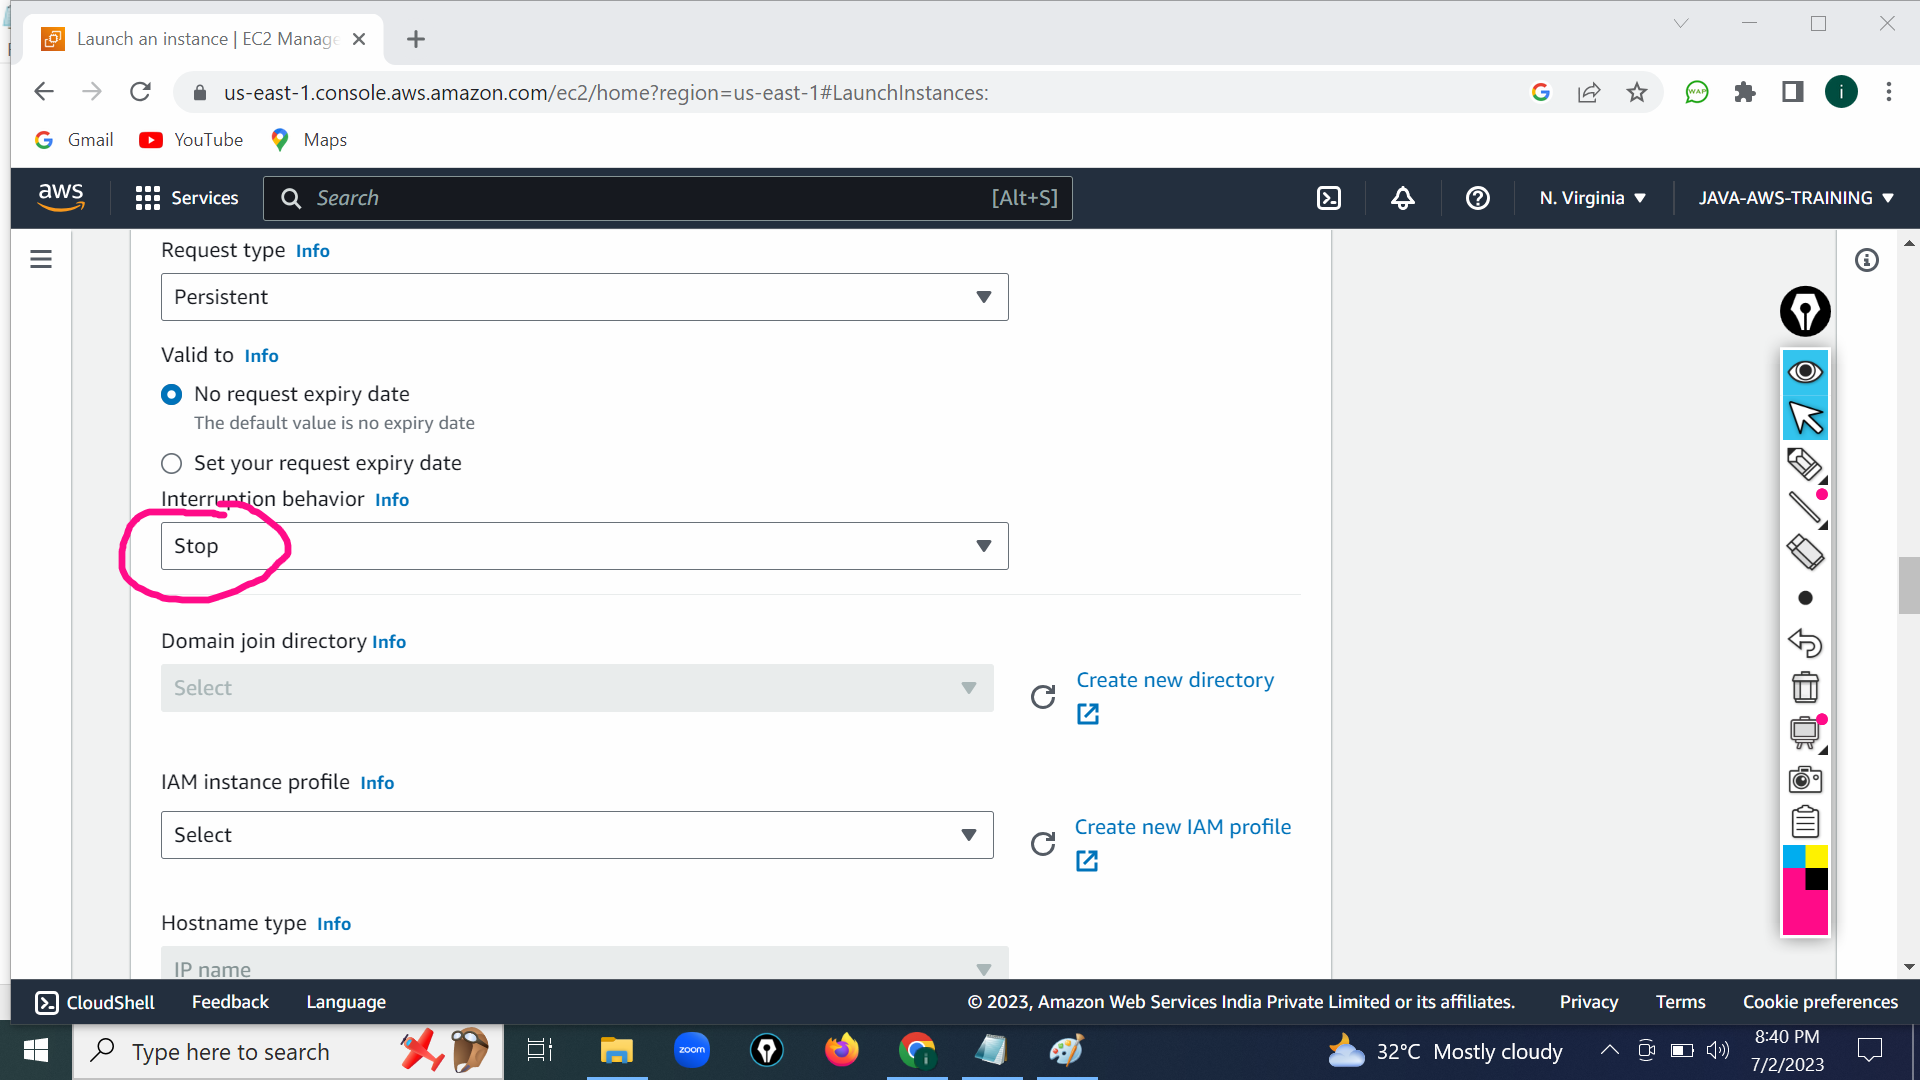 Launch an instance | EC2 Manage
us-east-1.console.aws.amazon.com/ec2/home?region=us-east-1#LaunchInstances:
WAP
i
Gmail
YouTube
Maps
aws
Services
Search
[Alt+S]
N. Virginia
JAVA-AWS-TRAINING
Request type Info
Persistent
Valid to Info
No request expiry date
The default value is no expiry date
Set your request expiry date
Interruption behavior Info
Stop
Domain join directory Info
Select
Create new directory
IAM instance profile Info
Select
Create new IAM profile
Hostname type Info
IP name
CloudShell
Feedback
Language
© 2023, Amazon Web Services India Private Limited or its affiliates.
Privacy
Terms
Cookie preferences
Type here to search
zoom
i
32°C Mostly cloudy
8:40 PM
7/2/2023